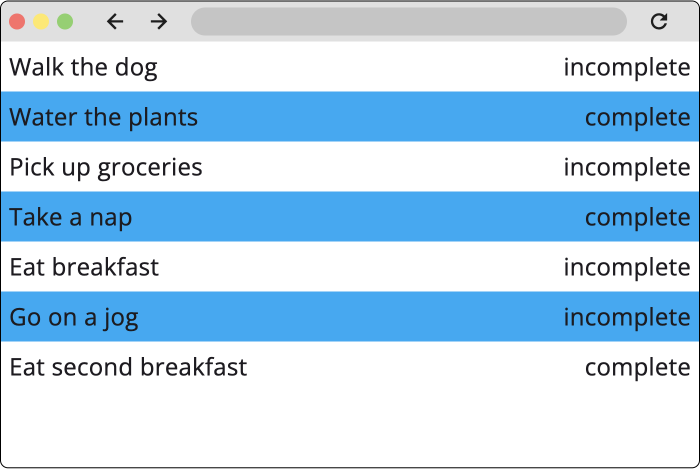 Walk the dog incomplete
Water the plants complete
Pick up groceries incomplete
Take a nap complete
Eat breakfast incomplete
Go on a jog incomplete
Eat second breakfast complete